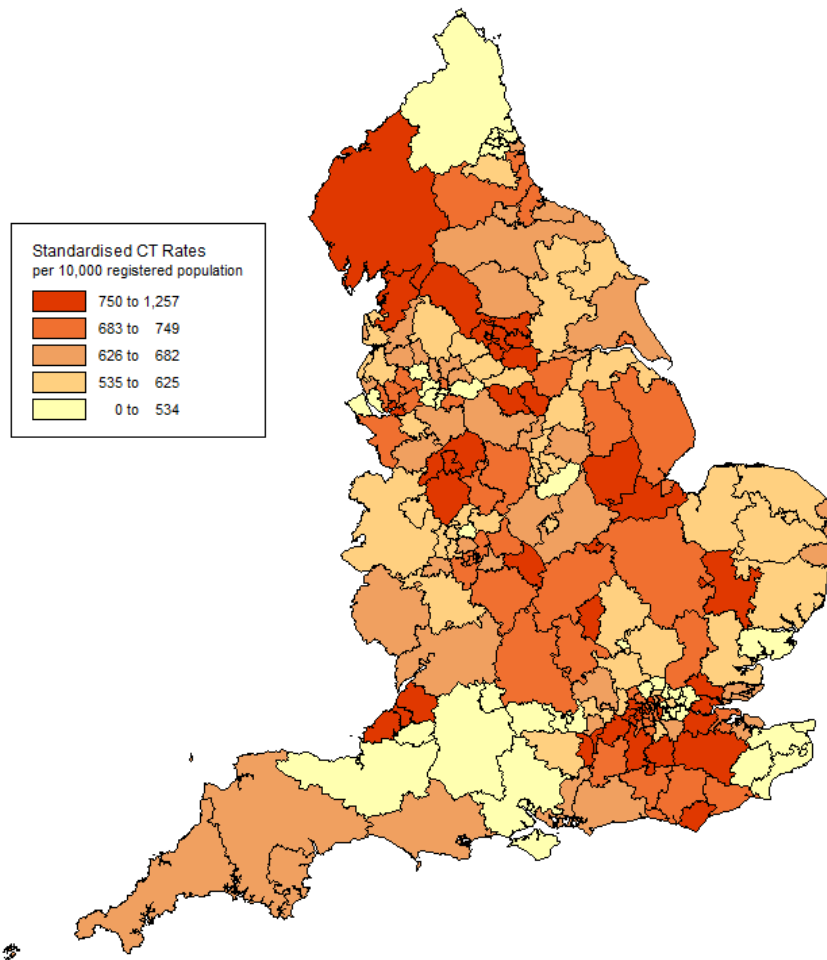 Standardised CT Rates
per 10,000 registered population
750 to 1,257
683 to 749
626 to 682
535 to 625
0 to 534